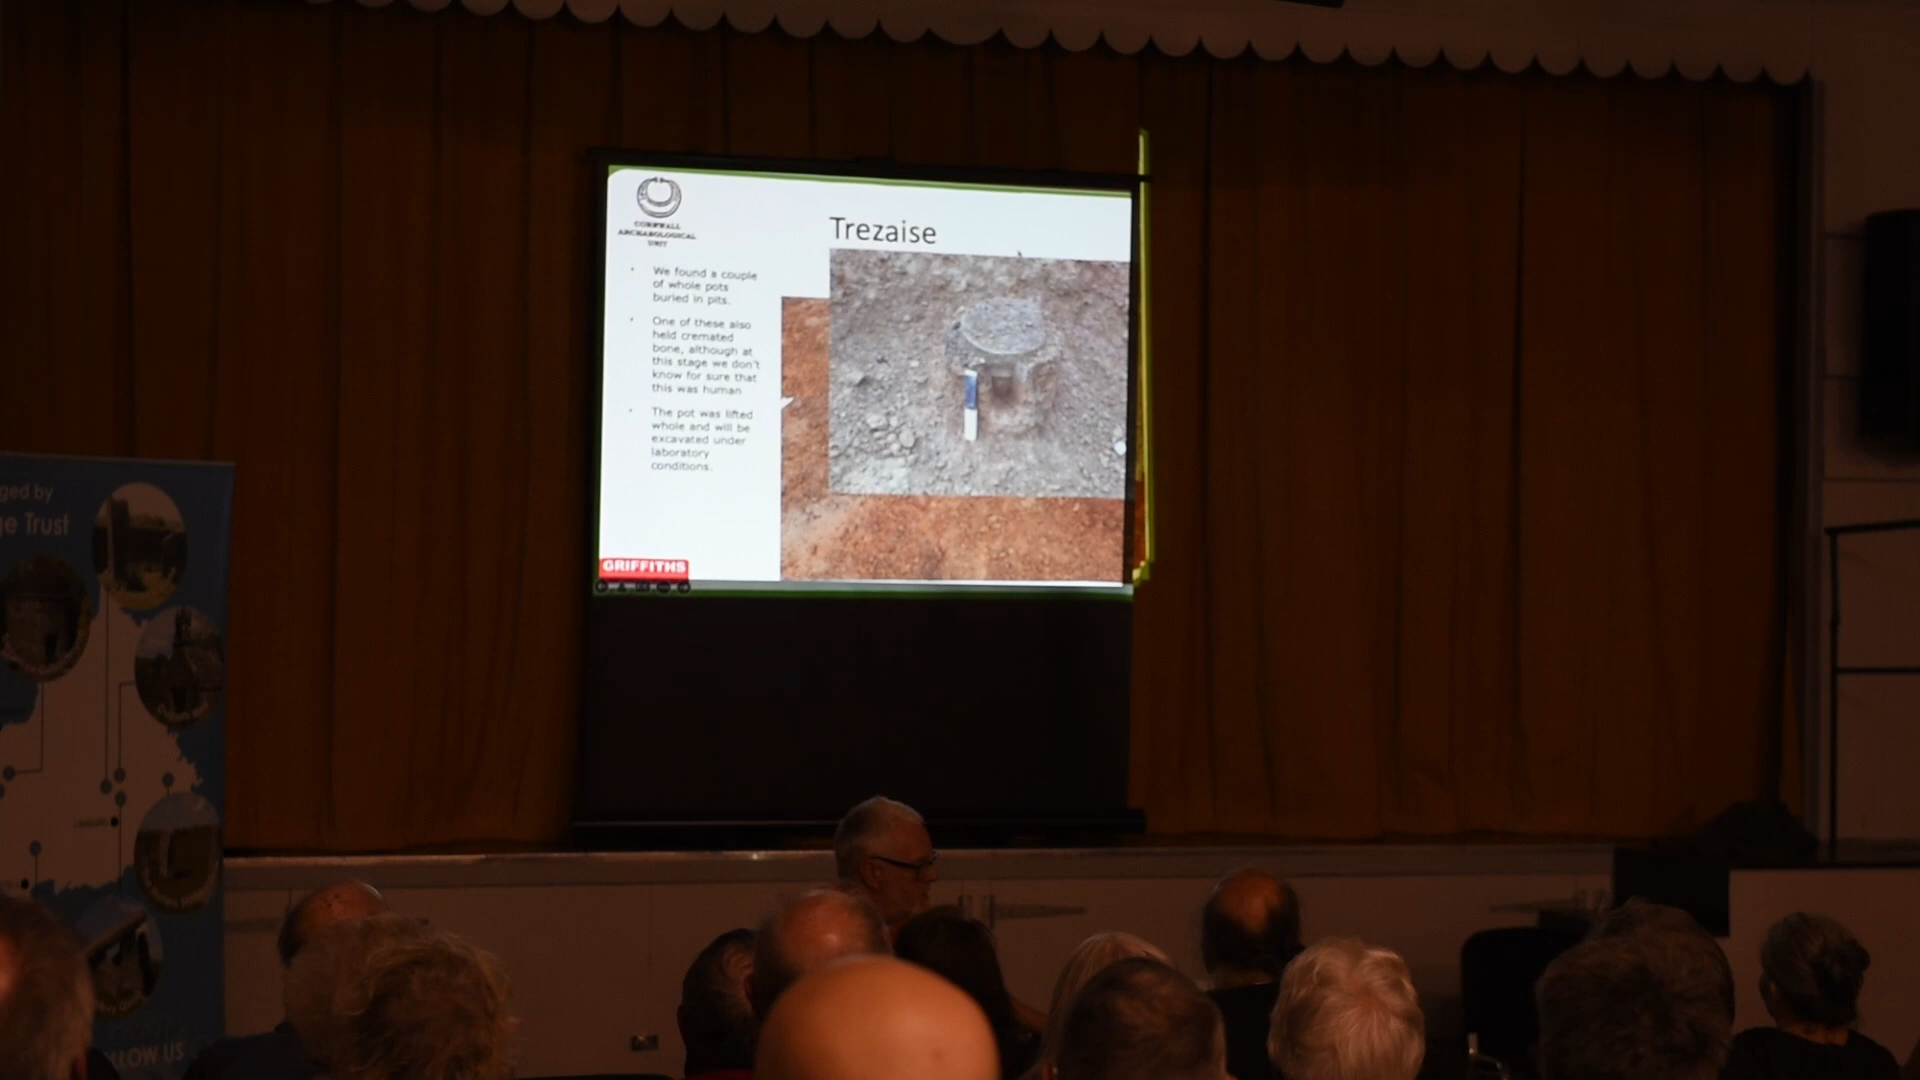 CORNWALL
ARCHAEOLOGICAL
UNIT
Trezaise
We found a couple
of whole pots
buried in pits.
One of these also
held cremated
bone, although at
this stage we don't
know for sure that
this was human
The pot was lifted
whole and will be
excavated under
laboratory
conditions.
GRIFFITHS
ged by
ge Trust
LLOW US